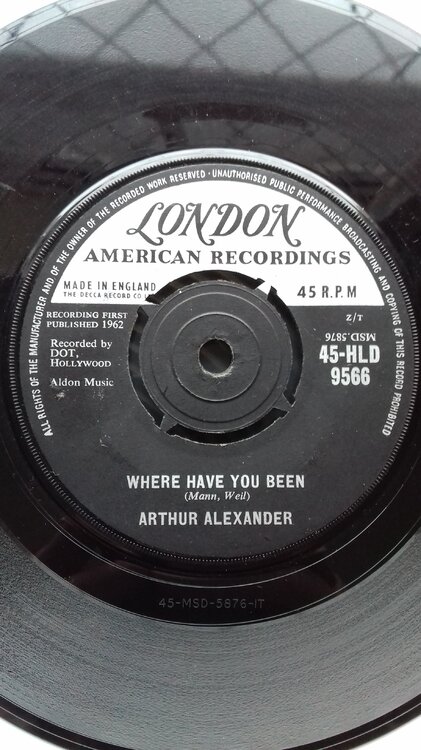 ALL RIGHTS OF THE MANUFACTURER AND OF THE OWNER OF THE RECORDED WORK RESERVED · UNAUTHORISED PUBLIC PERFORMANCE BROADCASTING AND COPYING OF THIS RECORD PROHIBITED
LONDON
AMERICAN RECORDINGS
MADE IN ENGLAND
THE DECCA RECORD CO
45 R.P.M
RECORDING FIRST
PUBLISHED 1962
Z/T
MSD.5876
Recorded by
DOT,
HOLLYWOOD
45-HLD
9566
Aldon Music
WHERE HAVE YOU BEEN
(Mann, Weil)
ARTHUR ALEXANDER
45-MSD-5876-1T